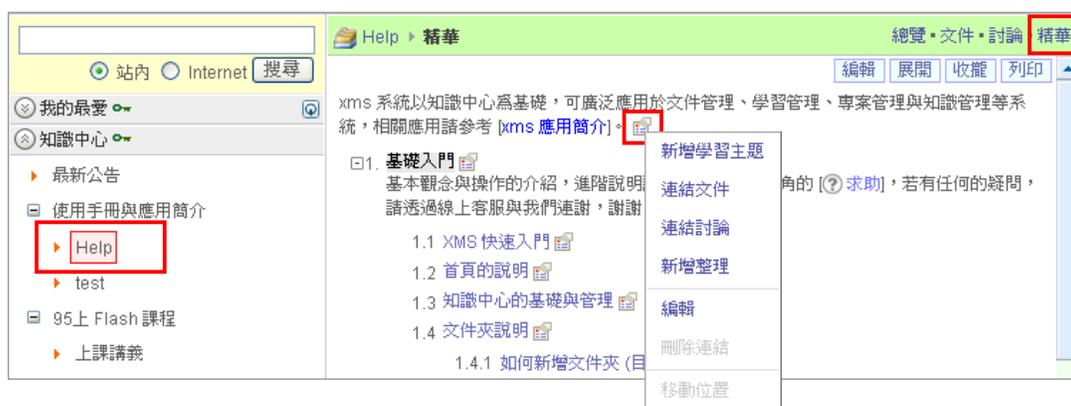 站內 Internet 搜尋
我的最愛
知識中心
最新公告
使用手冊與應用簡介
Help
test
95上 Flash 課程
上課講義
Help 精華
總覽▪文件▪討論 精華
編輯 展開 收攏 列印
xms 系統以知識中心為基礎，可廣泛應用於文件管理、學習管理、專案管理與知識管理等系
統，相關應用請參考 [xms 應用簡介]。
1. 基礎入門
基本觀念與操作的介紹，進階說明 角的 [? 求助]，若有任何的疑問，
請透過線上客服與我們連謝，謝謝
1.1 XMS 快速入門
1.2 首頁的說明
1.3 知識中心的基礎與管理
1.4 文件夾說明
1.4.1 如何新增文件夾 (目
新增學習主題
連結文件
連結討論
新增整理
編輯
刪除連結
移動位置